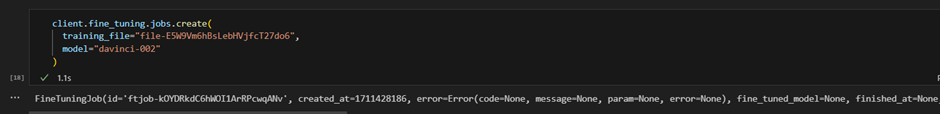 client.fine_tuning.jobs.create(
training_file="file-E5W9Vm6hBsLebHVjfcT27do6",
model="davinci-002"
)
[18]
1.1s
FineTuningJob(id='ftjob-kOYDRkdC6hWOI1ArRPcwqANv', created_at=1711428186, error=Error(code=None, message=None, param=None, error=None), fine_tuned_model=None, finished_at=None,